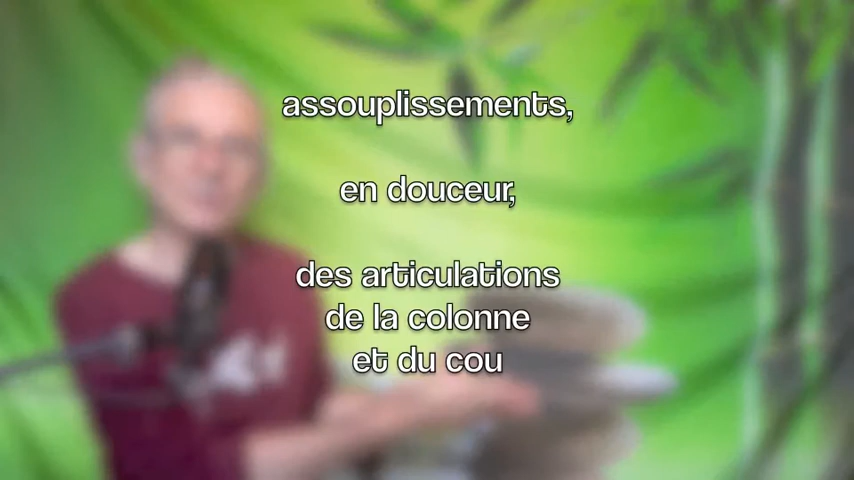 assouplissements,
en douceur,
des articulations
de la colonne
et du cou